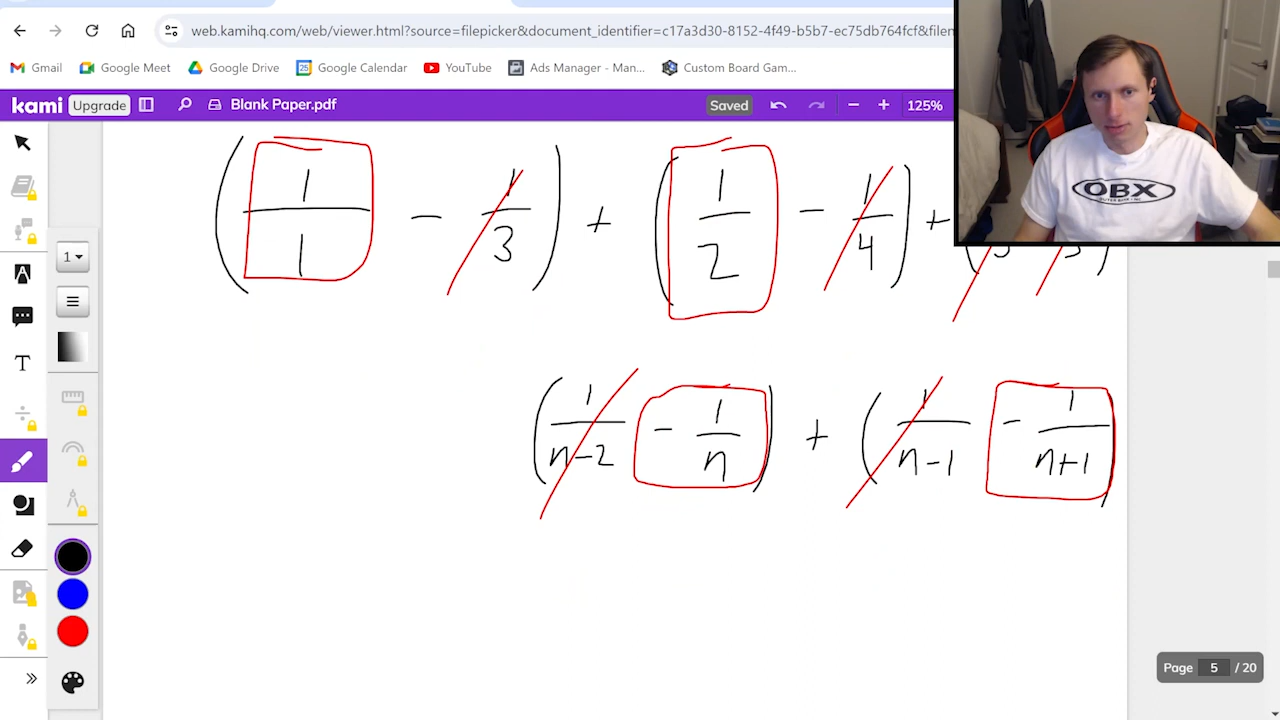 web.kamihq.com/web/viewer.html?source=filepicker&document_identifier=c17a3d30-8152-4f49-b5b7-ec75db764fcf&filen
Gmail Google Meet Google Drive Google Calendar YouTube Ads Manager - Man... Custom Board Gam...
kami Upgrade Blank Paper.pdf Saved 125%
OBX
(1/1 - 1/3) + (1/2 - 1/4) +
1
T
(1/(n-2) - 1/n) + (1/(n-1) - 1/(n+1))
Page 5 / 20